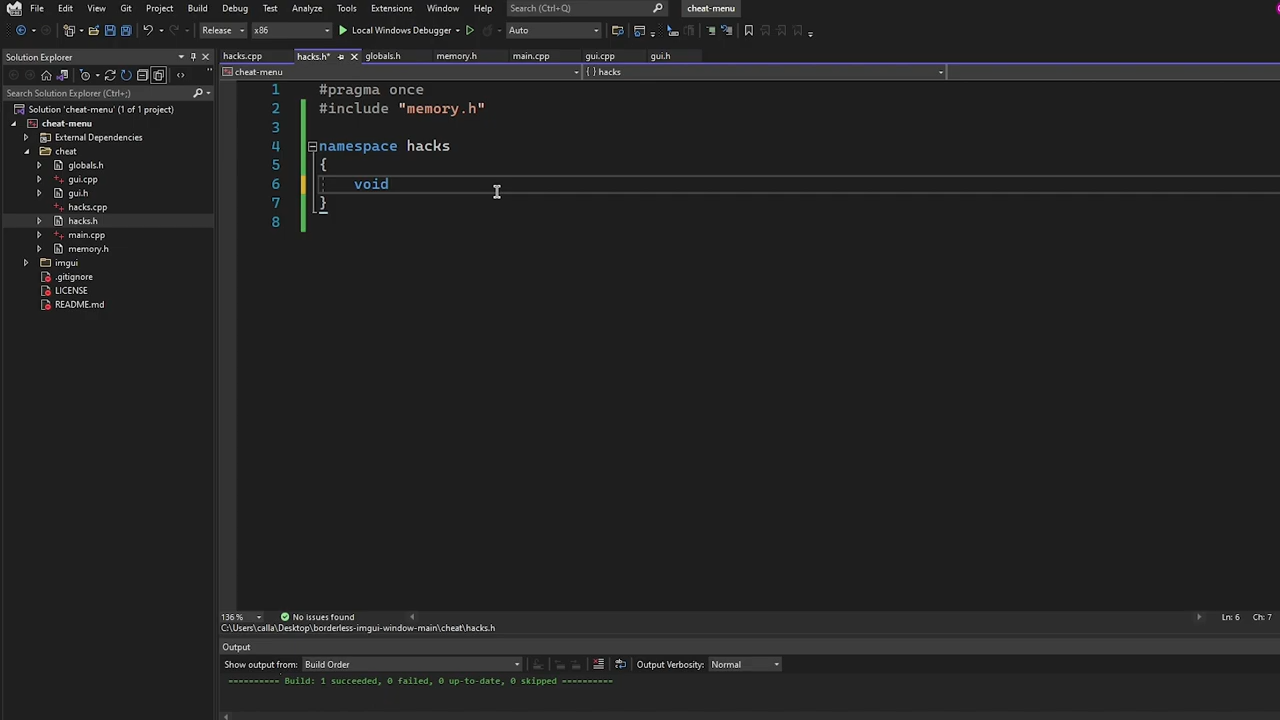 File Edit View Git Project Build Debug Test Analyze Tools Extensions Window Help Search (Ctrl+Q) cheat-menu
Release x86 Local Windows Debugger Auto
Solution Explorer
Search Solution Explorer (Ctrl+;)
Solution 'cheat-menu' (1 of 1 project)
cheat-menu
External Dependencies
cheat
globals.h
gui.cpp
gui.h
hacks.cpp
hacks.h
main.cpp
memory.h
imgui
.gitignore
LICENSE
README.md
hacks.cpp hacks.h* globals.h memory.h main.cpp gui.cpp gui.h
cheat-menu { } hacks
1 #pragma once
2 #include "memory.h"
3
4 namespace hacks
5 {
6 void
7 }
8
136 % No issues found Ln: 6 Ch: 7
C:\Users\calla\Desktop\borderless-imgui-window-main\cheat\hacks.h
Output
Show output from: Build Order Output Verbosity: Normal
========== Build: 1 succeeded, 0 failed, 0 up-to-date, 0 skipped ==========